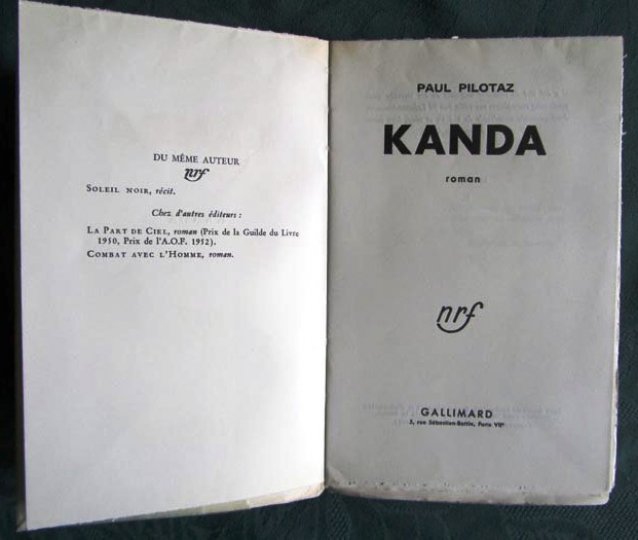 DU MÊME AUTEUR
nrf
SOLEIL NOIR, récit.
Chez d'autres éditeurs :
LA PART DE CIEL, roman (Prix de la Guilde du Livre
1950, Prix de l'A.O.F. 1952).
COMBAT AVEC L'HOMME, roman.
PAUL PILOTAZ
KANDA
roman
nrf
GALLIMARD
5, rue Sébastien-Bottin, Paris VIIe